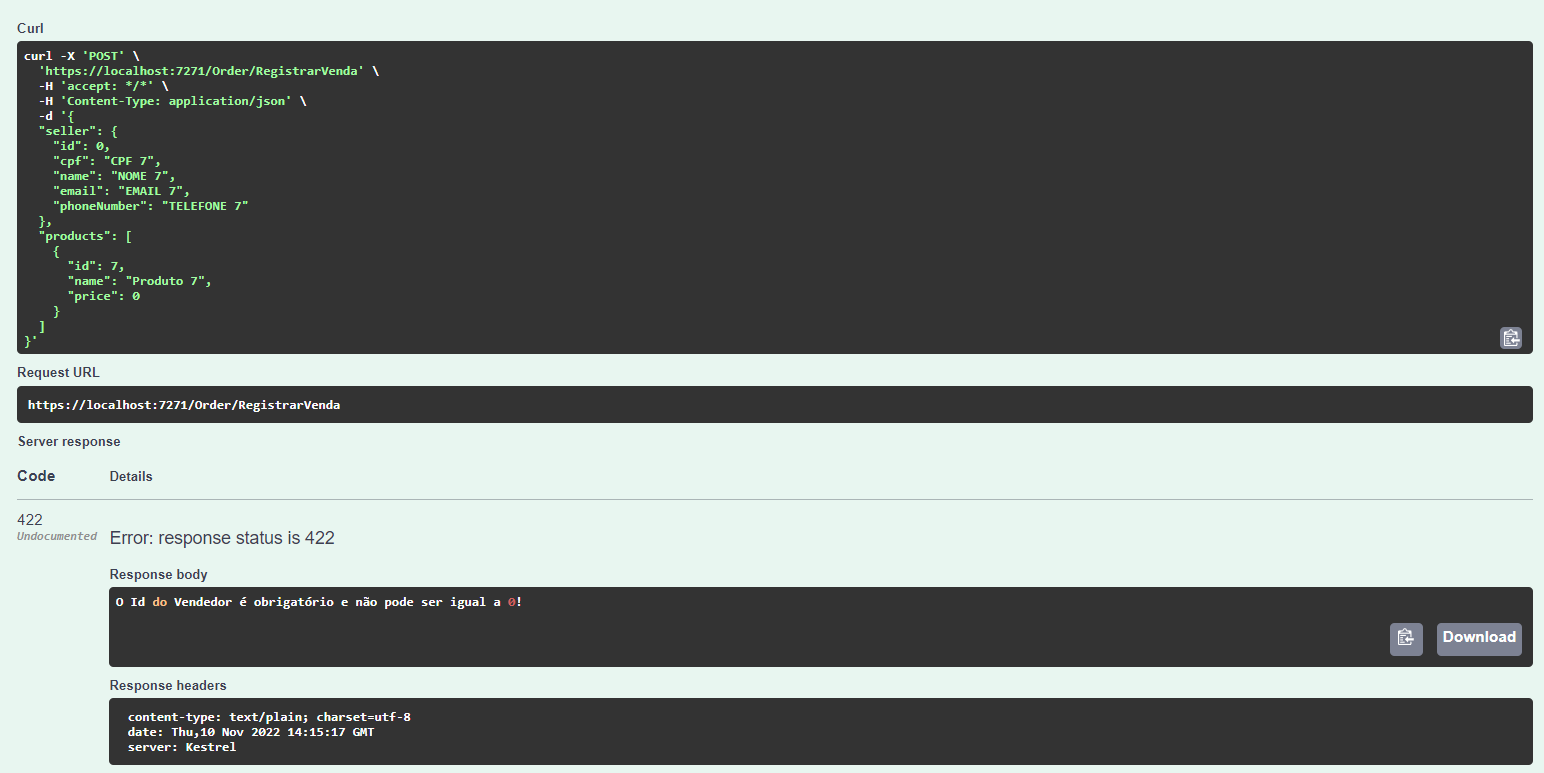 Curl
curl -X 'POST' \
  'https://localhost:7271/Order/RegistrarVenda' \
  -H 'accept: */*' \
  -H 'Content-Type: application/json' \
  -d '{
  "seller": {
    "id": 0,
    "cpf": "CPF 7",
    "name": "NOME 7",
    "email": "EMAIL 7",
    "phoneNumber": "TELEFONE 7"
  },
  "products": [
    {
      "id": 7,
      "name": "Produto 7",
      "price": 0
    }
  ]
}'
Request URL
https://localhost:7271/Order/RegistrarVenda
Server response
Code Details
422
Undocumented
Error: response status is 422
Response body
O Id do Vendedor é obrigatório e não pode ser igual a 0!
Download
Response headers
content-type: text/plain; charset=utf-8
date: Thu,10 Nov 2022 14:15:17 GMT
server: Kestrel